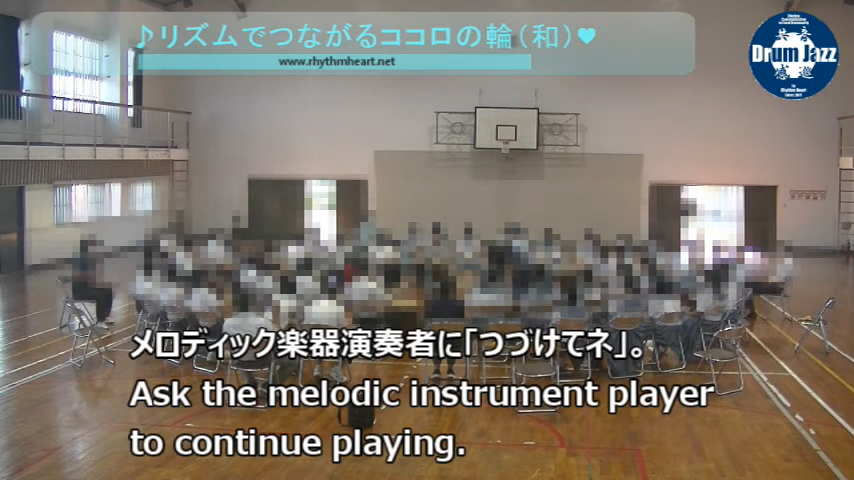 ♪リズムでつながるココロの輪（和）♥
www.rhythmheart.net
Drum Jazz
メロディック楽器演奏者に「つづけてネ」。
Ask the melodic instrument player
to continue playing.